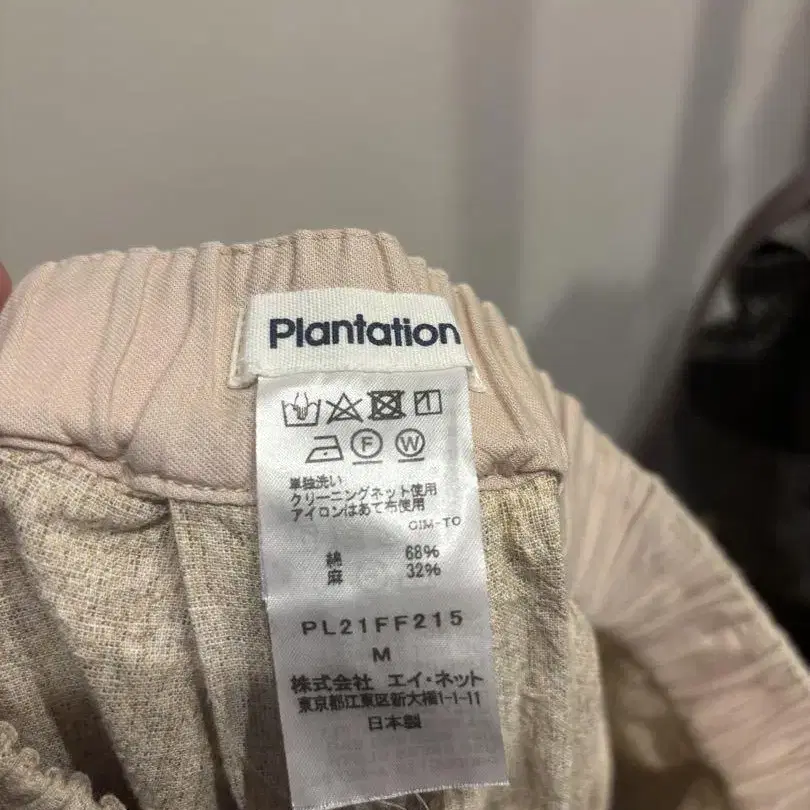 Plantation
F W
単独洗い
クリーニングネット使用
アイロンはあて布使用
CIM-TO
綿 68%
麻 32%
PL21FF215
M
株式会社 エイ・ネット
東京都江東区新大橋1-1-11
日本製